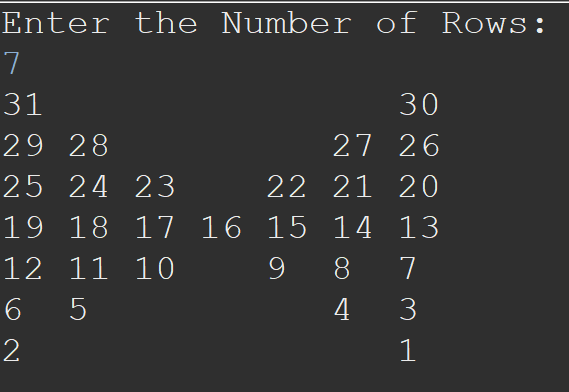 Enter the Number of Rows:
7
31                30
29 28          27 26
25 24 23    22 21 20
19 18 17 16 15 14 13
12 11 10    9  8  7
6  5           4  3
2                 1